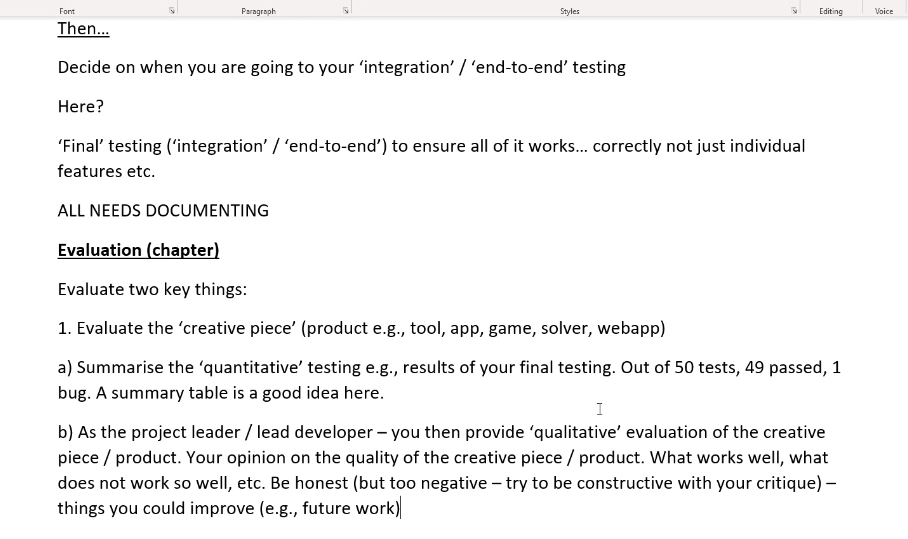 Font Paragraph Styles Editing Voice
Then...
Decide on when you are going to your ‘integration’ / ‘end-to-end’ testing
Here?
‘Final’ testing (‘integration’ / ‘end-to-end’) to ensure all of it works... correctly not just individual
features etc.
ALL NEEDS DOCUMENTING
Evaluation (chapter)
Evaluate two key things:
1. Evaluate the ‘creative piece’ (product e.g., tool, app, game, solver, webapp)
a) Summarise the ‘quantitative’ testing e.g., results of your final testing. Out of 50 tests, 49 passed, 1
bug. A summary table is a good idea here.
b) As the project leader / lead developer – you then provide ‘qualitative’ evaluation of the creative
piece / product. Your opinion on the quality of the creative piece / product. What works well, what
does not work so well, etc. Be honest (but too negative – try to be constructive with your critique) –
things you could improve (e.g., future work)